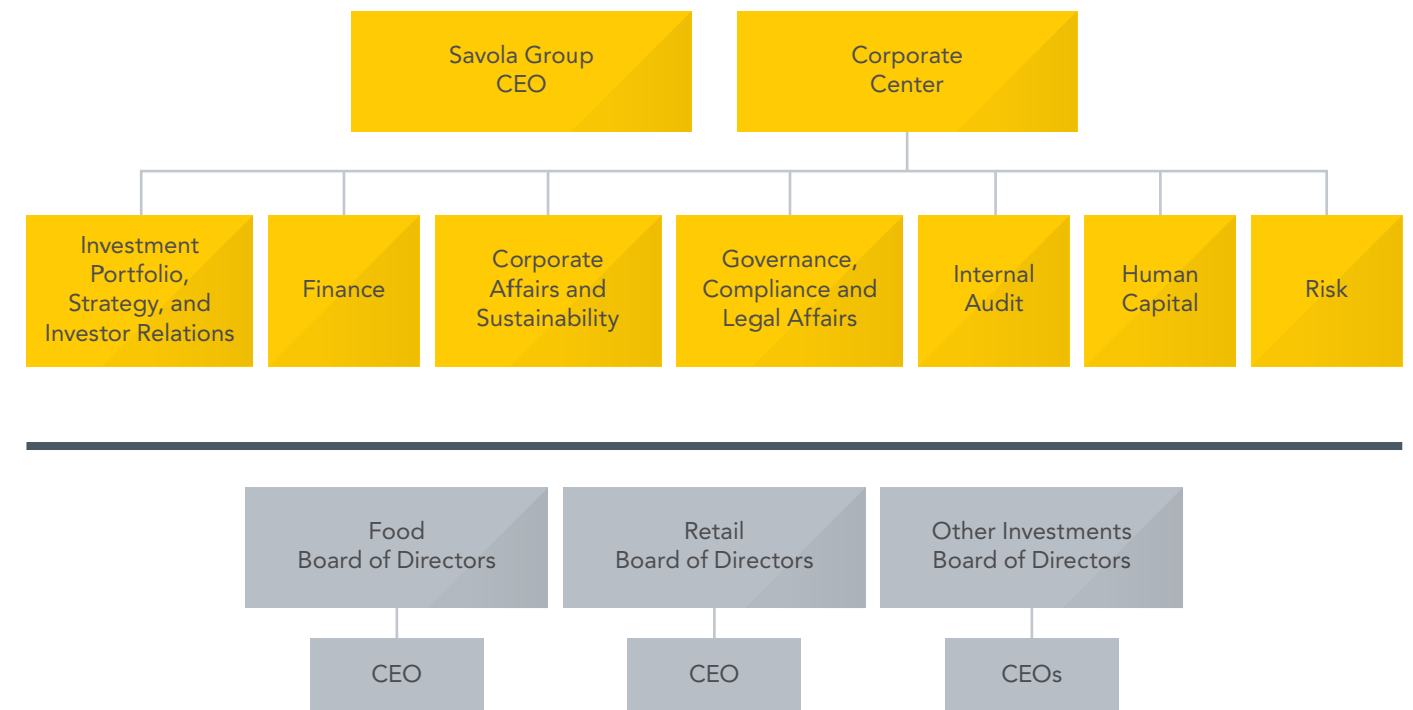 Savola Group
CEO
Corporate
Center
Investment
Portfolio,
Strategy, and
Investor Relations
Finance
Corporate
Affairs and
Sustainability
Governance,
Compliance and
Legal Affairs
Internal
Audit
Human
Capital
Risk
Food
Board of Directors
Retail
Board of Directors
Other Investments
Board of Directors
CEO
CEO
CEOs